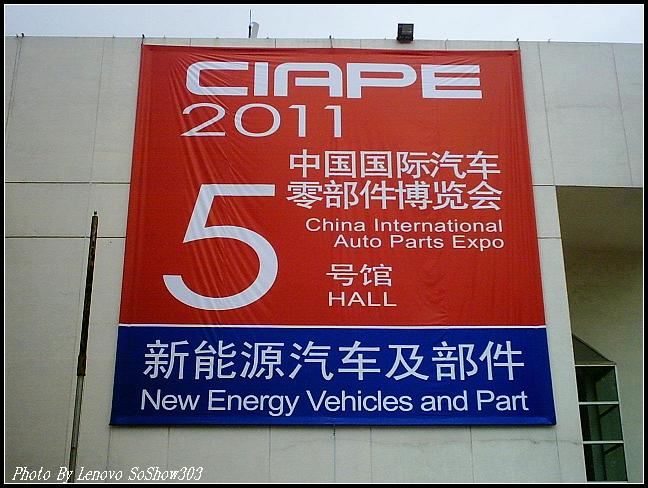 CIAPE
2011
中国国际汽车
零部件博览会
China International
Auto Parts Expo
5
号馆
HALL
新能源汽车及部件
New Energy Vehicles and Part
Photo By Lenovo SoShow303